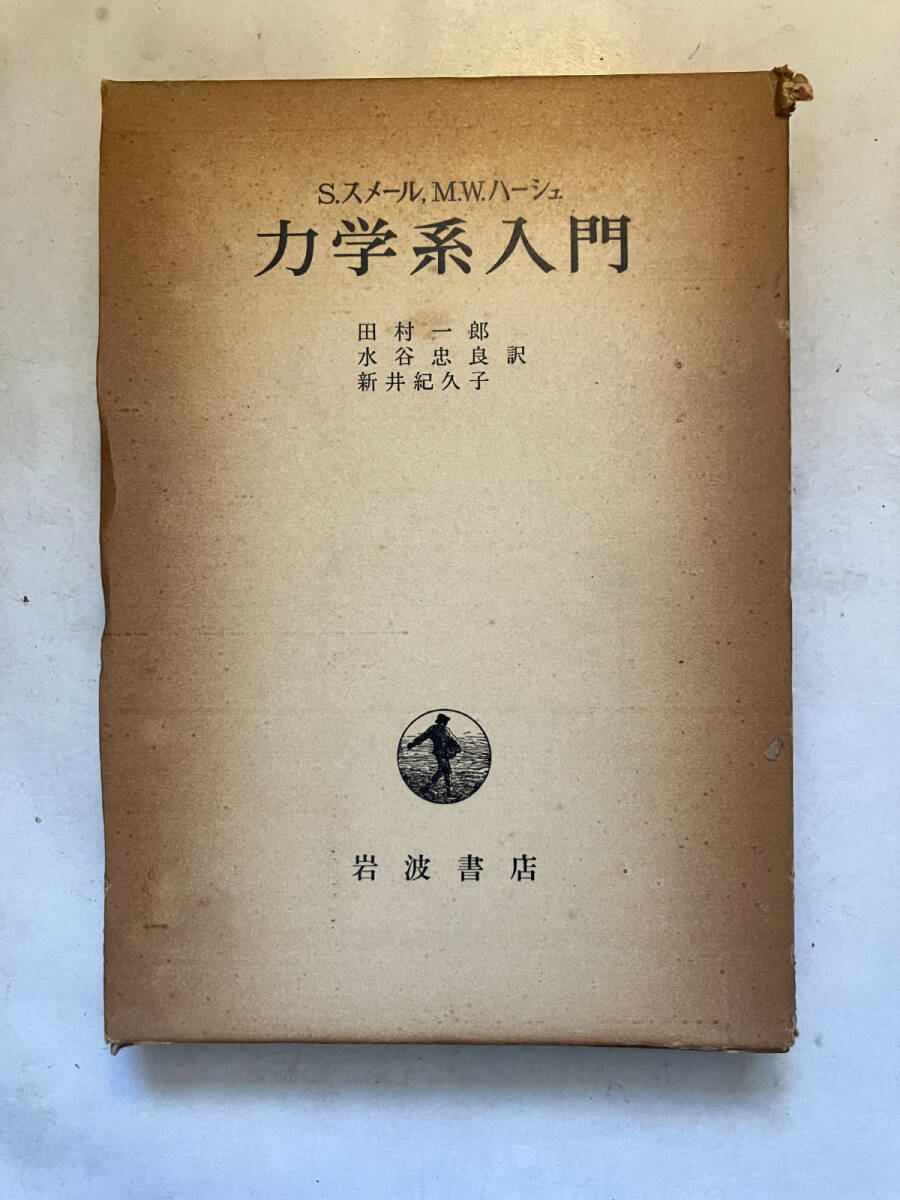 S.スメール, M.W.ハーシュ
力学系入門
田村一郎
水谷忠良 訳
新井紀久子
岩波書店